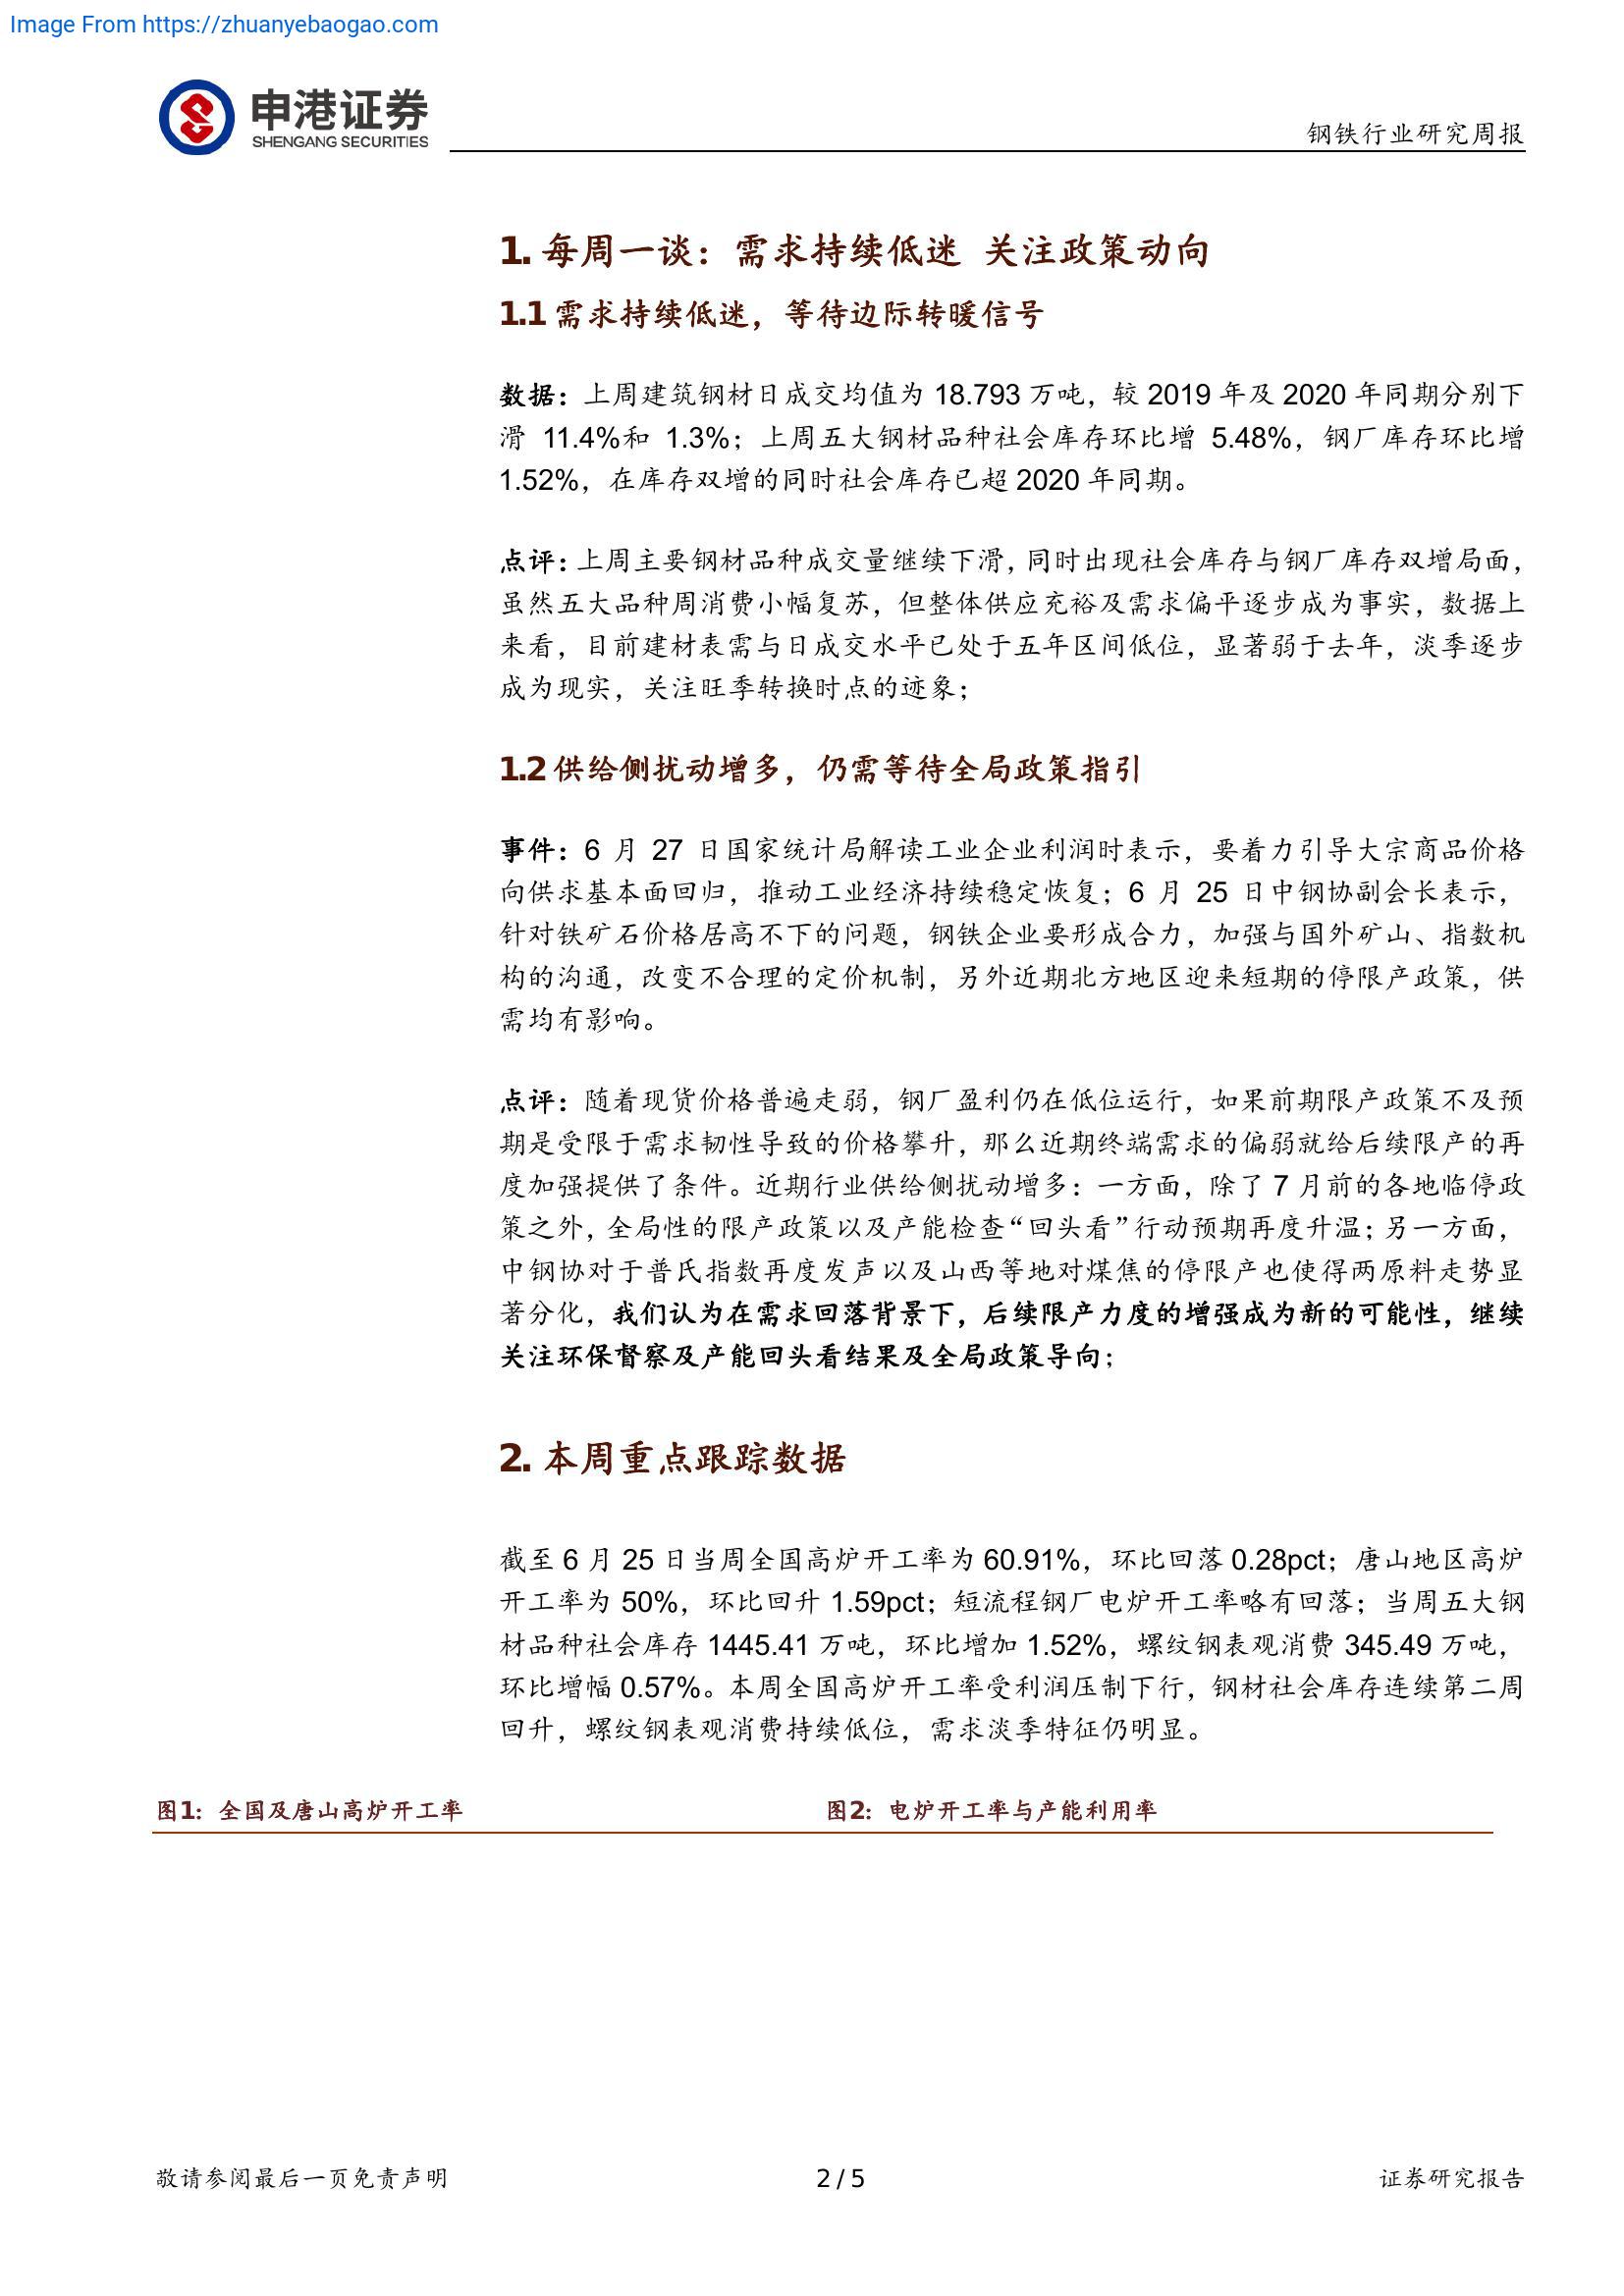 Image From https://zhuanyebaogao.com
申港证券
SHENGANG SECURITIES
钢铁行业研究周报
1. 每周一谈：需求持续低迷 关注政策动向
1.1 需求持续低迷，等待边际转暖信号
数据：上周建筑钢材日成交均值为 18.793 万吨，较 2019 年及 2020 年同期分别下
滑 11.4%和 1.3%；上周五大钢材品种社会库存环比增 5.48%，钢厂库存环比增
1.52%，在库存双增的同时社会库存已超 2020 年同期。
点评：上周主要钢材品种成交量继续下滑，同时出现社会库存与钢厂库存双增局面，
虽然五大品种周消费小幅复苏，但整体供应充裕及需求偏平逐步成为事实，数据上
来看，目前建材表需与日成交水平已处于五年区间低位，显著弱于去年，淡季逐步
成为现实，关注旺季转换时点的迹象；
1.2 供给侧扰动增多，仍需等待全局政策指引
事件：6 月 27 日国家统计局解读工业企业利润时表示，要着力引导大宗商品价格
向供求基本面回归，推动工业经济持续稳定恢复；6 月 25 日中钢协副会长表示，
针对铁矿石价格居高不下的问题，钢铁企业要形成合力，加强与国外矿山、指数机
构的沟通，改变不合理的定价机制，另外近期北方地区迎来短期的停限产政策，供
需均有影响。
点评：随着现货价格普遍走弱，钢厂盈利仍在低位运行，如果前期限产政策不及预
期是受限于需求韧性导致的价格攀升，那么近期终端需求的偏弱就给后续限产的再
度加强提供了条件。近期行业供给侧扰动增多：一方面，除了 7 月前的各地临停政
策之外，全局性的限产政策以及产能检查“回头看”行动预期再度升温；另一方面，
中钢协对于普氏指数再度发声以及山西等地对煤焦的停限产也使得两原料走势显
著分化，我们认为在需求回落背景下，后续限产力度的增强成为新的可能性，继续
关注环保督察及产能回头看结果及全局政策导向；
2. 本周重点跟踪数据
截至 6 月 25 日当周全国高炉开工率为 60.91%，环比回落 0.28pct；唐山地区高炉
开工率为 50%，环比回升 1.59pct；短流程钢厂电炉开工率略有回落；当周五大钢
材品种社会库存 1445.41 万吨，环比增加 1.52%，螺纹钢表观消费 345.49 万吨，
环比增幅 0.57%。本周全国高炉开工率受利润压制下行，钢材社会库存连续第二周
回升，螺纹钢表观消费持续低位，需求淡季特征仍明显。
图1：全国及唐山高炉开工率
图2：电炉开工率与产能利用率
敬请参阅最后一页免责声明
2 / 5
证券研究报告